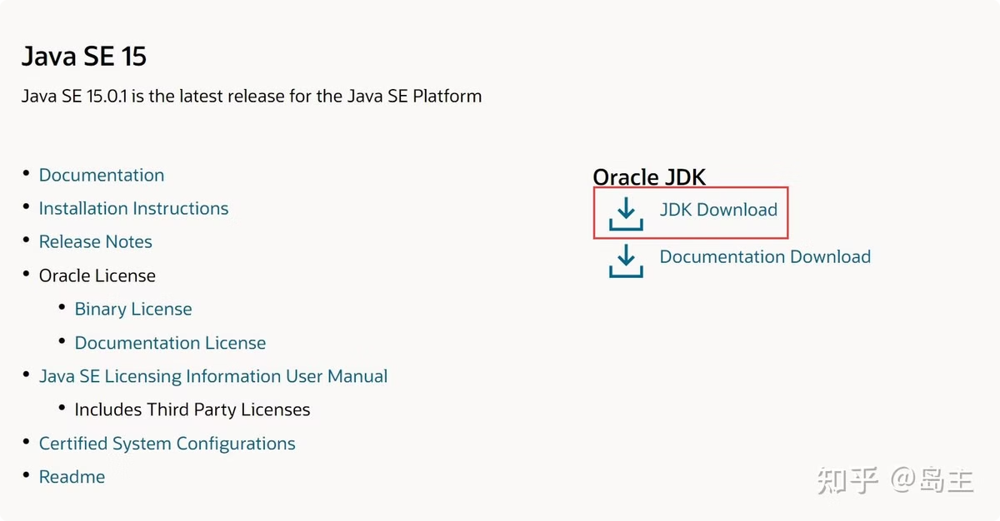 Java SE 15
Java SE 15.0.1 is the latest release for the Java SE Platform
• Documentation
• Installation Instructions
• Release Notes
• Oracle License
• Binary License
• Documentation License
• Java SE Licensing Information User Manual
• Includes Third Party Licenses
• Certified System Configurations
• Readme
Oracle JDK
JDK Download
Documentation Download
知乎 @岛主